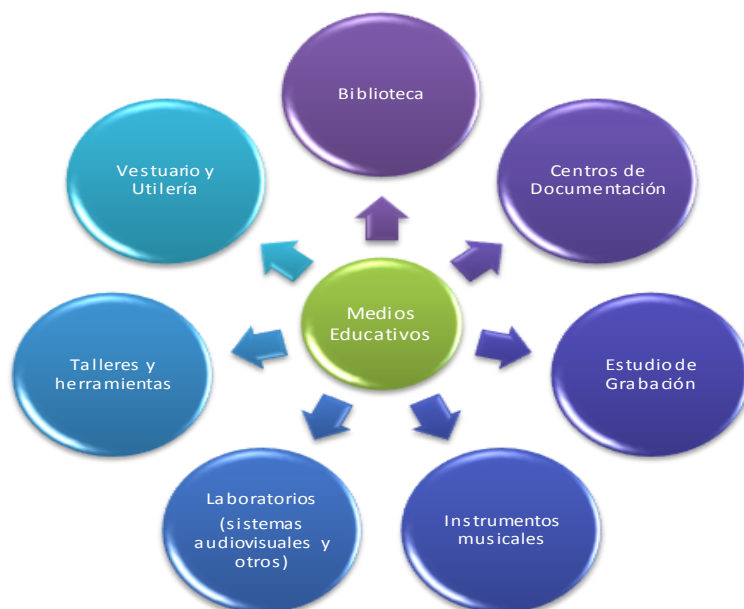 Biblioteca
Centros de
Documentación
Estudio de
Grabación
Instrumentos
musicales
Laboratorios
(sistemas
audiovisuales y
otros)
Talleres y
herramientas
Vestuario y
Utilería
Medios
Educativos